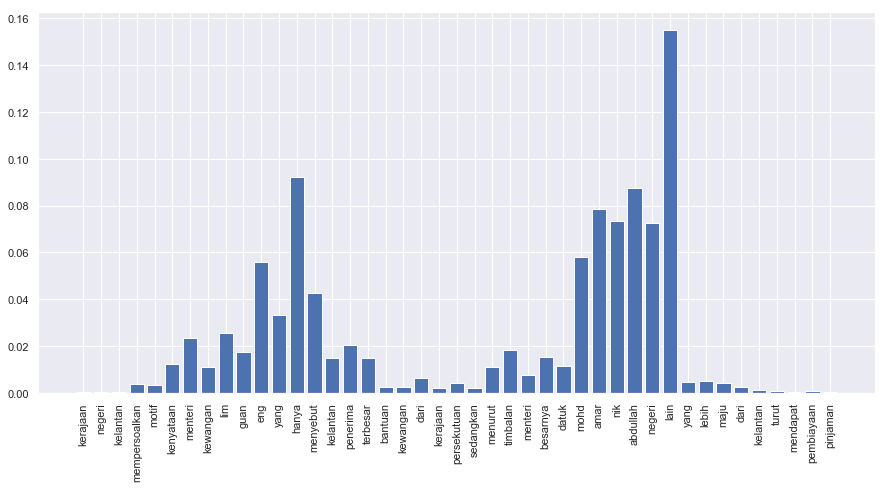 0.16
0.14
0.12
0.10
0.08
0.06
0.04
0.02
0.00
kerajaan
negeri
kelantan
mempersoalkan
motif
kenyataan
menteri
kewangan
lim
guan
eng
yang
hanya
menyebut
kelantan
penerima
terbesar
bantuan
kewangan
dari
kerajaan
persekutuan
sedangkan
menurut
timbalan
menteri
besarnya
datuk
mohd
amar
nik
abdullah
negeri
lain
yang
lebih
maju
dari
kelantan
turut
mendapat
pembiayaan
pinjaman